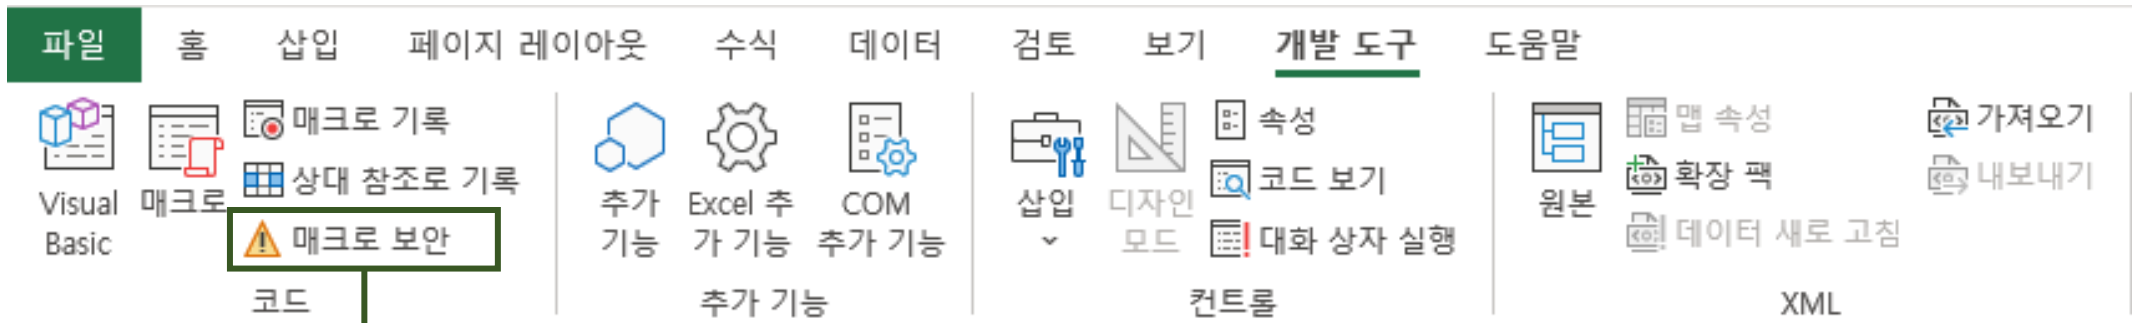 파일 홈 삽입 페이지 레이아웃 수식 데이터 검토 보기 개발 도구 도움말
Visual
Basic
매크로
매크로 기록
상대 참조로 기록
매크로 보안
코드
추가
기능
Excel 추
가 기능
COM
추가 기능
추가 기능
삽입
디자인
모드
속성
코드 보기
대화 상자 실행
컨트롤
원본
맵 속성
확장 팩
데이터 새로 고침
가져오기
내보내기
XML